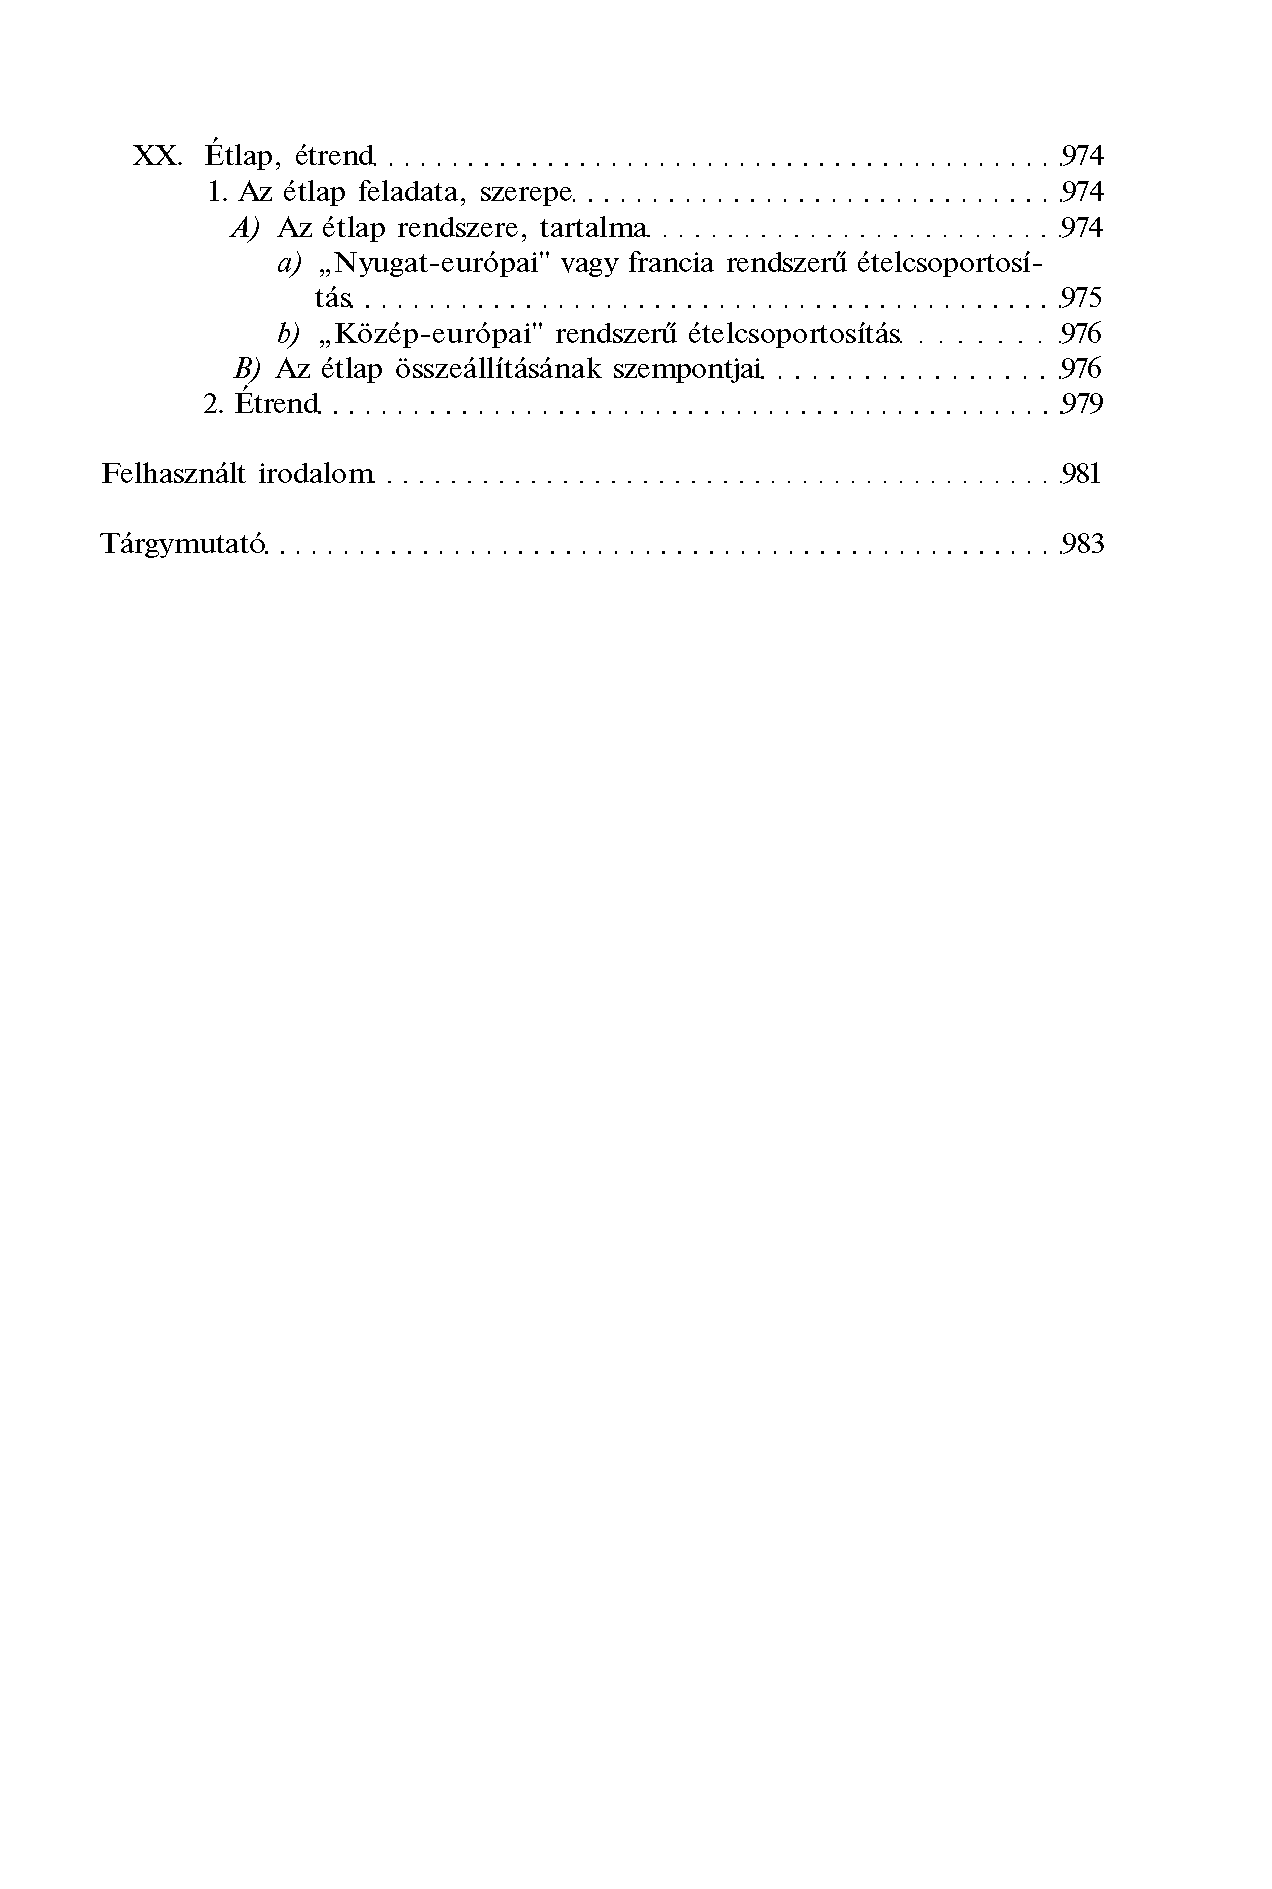 XX. Étlap, étrend. . . . . . . . . . . . . . . . . . . . . . . . . . . . . . . . . . . . . . . . . . . .974
1. Az étlap feladata, szerepe. . . . . . . . . . . . . . . . . . . . . . . . . . . . . . .974
A) Az étlap rendszere, tartalma. . . . . . . . . . . . . . . . . . . . . . . . . .974
a) „Nyugat-európai" vagy francia rendszerű ételcsoportosí-
tás. . . . . . . . . . . . . . . . . . . . . . . . . . . . . . . . . . . . . . . . . . . .975
b) „Közép-európai" rendszerű ételcsoportosítás. . . . . . . . . .976
B) Az étlap összeállításának szempontjai. . . . . . . . . . . . . . . . . .976
2. Étrend. . . . . . . . . . . . . . . . . . . . . . . . . . . . . . . . . . . . . . . . . . . . . . .979
Felhasznált irodalom. . . . . . . . . . . . . . . . . . . . . . . . . . . . . . . . . . . . . . . . . . . .981
Tárgymutató. . . . . . . . . . . . . . . . . . . . . . . . . . . . . . . . . . . . . . . . . . . . . . . . . . .983